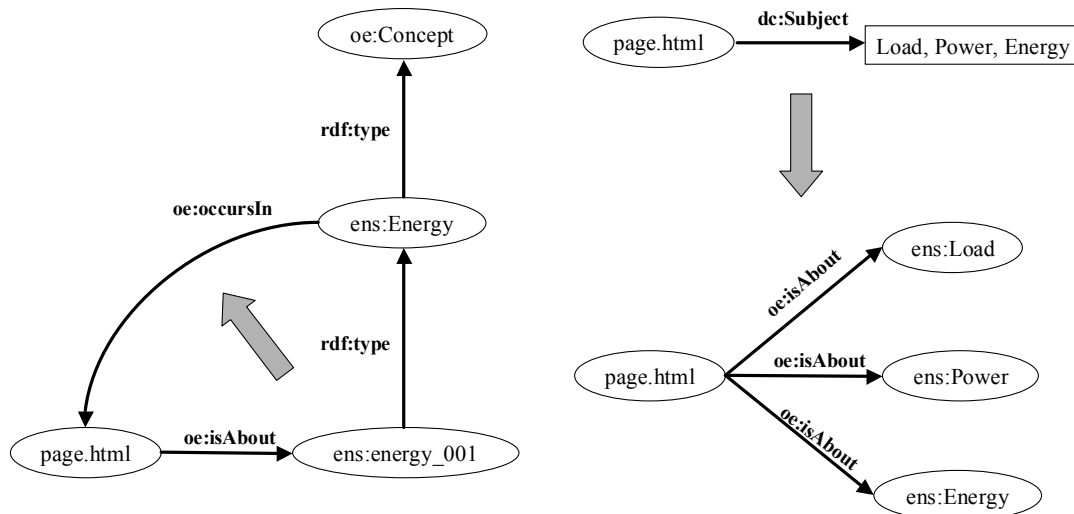 oe:Concept
rdf:type
oe:occursIn
ens:Energy
rdf:type
page.html
oe:isAbout
ens:energy_001
page.html
dc:Subject
Load, Power, Energy
ens:Load
oe:isAbout
page.html
oe:isAbout
ens:Power
oe:isAbout
ens:Energy